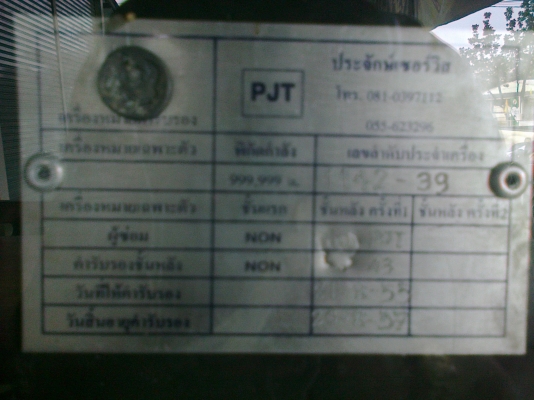 ประจักษ์เซอร์วิส
PJT
โทร. 081-0397112
055-623296
เครื่องหมายคำรับรอง
เครื่องหมายเฉพาะตัว พิกัดกำลัง เลขลำดับประจำเครื่อง
999,999 -39
เครื่องหมายเฉพาะตัว ชั้นแรก ชั้นหลัง ครั้งที่1 ชั้นหลัง ครั้งที่2
ผู้ซ่อม NON
คำรับรองชั้นหลัง NON
วันที่ให้คำรับรอง
วันสิ้นอายุคำรับรอง